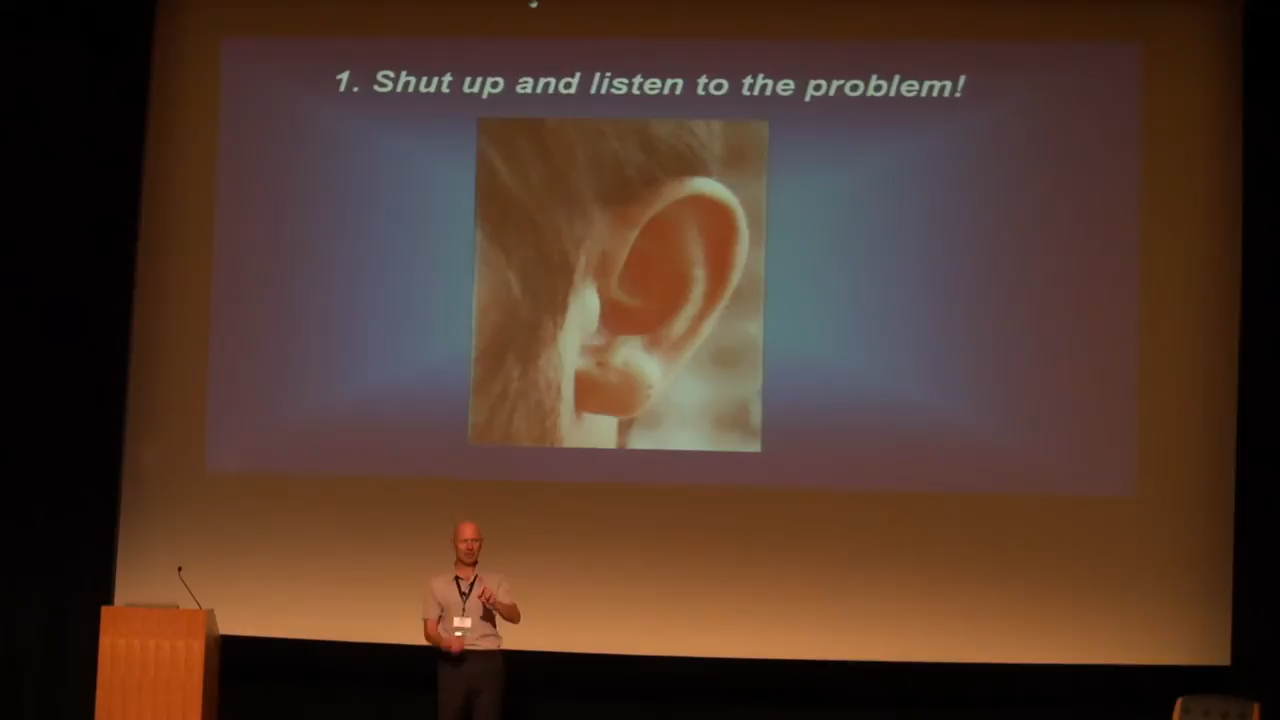 1. Shut up and listen to the problem!